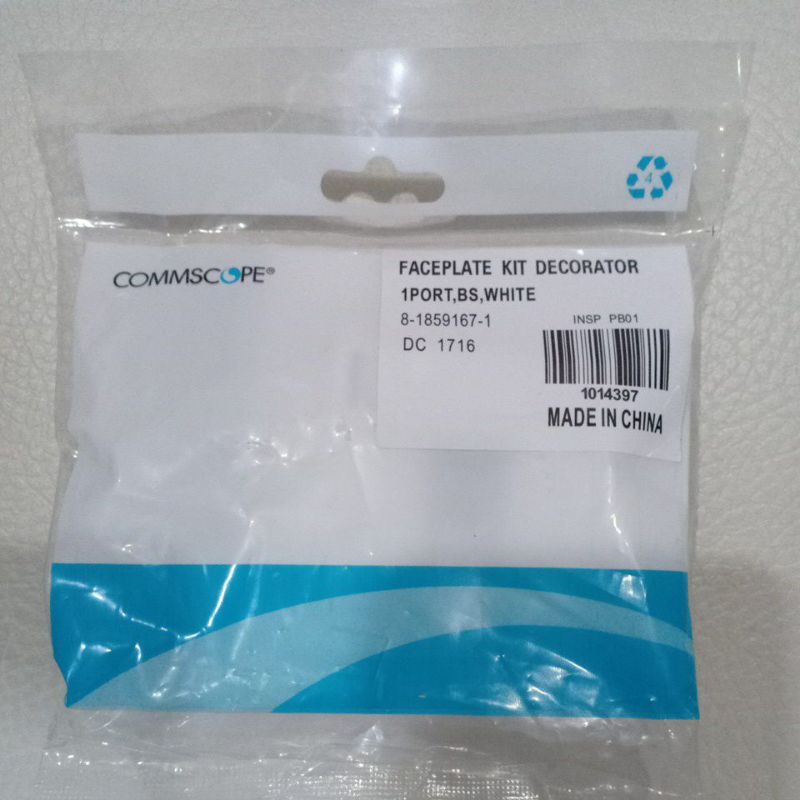 4
COMMSCOPE®
FACEPLATE KIT DECORATOR
1PORT,BS,WHITE
8-1859167-1
INSP PB01
DC 1716
1014397
MADE IN CHINA